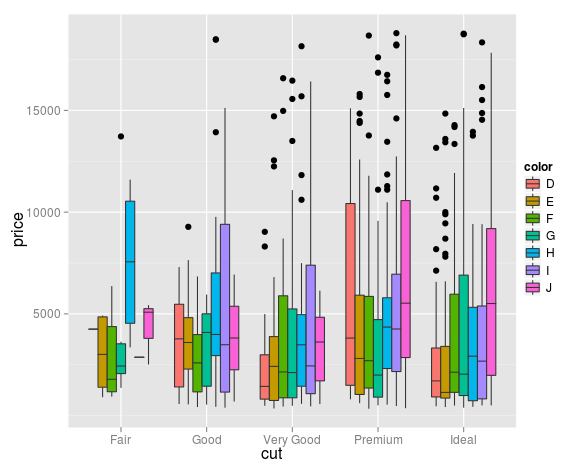 price
15000
10000
5000
Fair
Good
Very Good
Premium
Ideal
cut
color
D
E
F
G
H
I
J